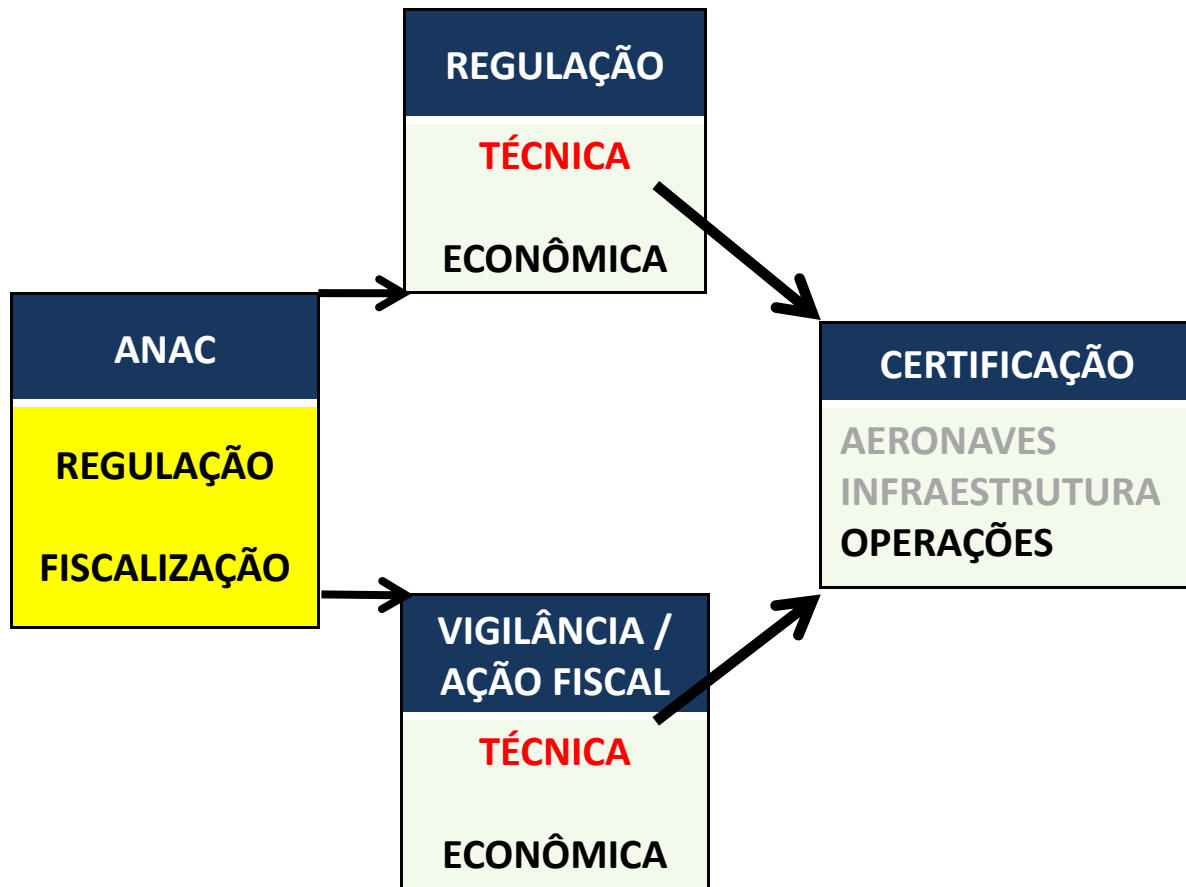 REGULAÇÃO
TÉCNICA
ECONÔMICA
ANAC
REGULAÇÃO
FISCALIZAÇÃO
VIGILÂNCIA /
AÇÃO FISCAL
TÉCNICA
ECONÔMICA
CERTIFICAÇÃO
AERONAVES
INFRAESTRUTURA
OPERAÇÕES